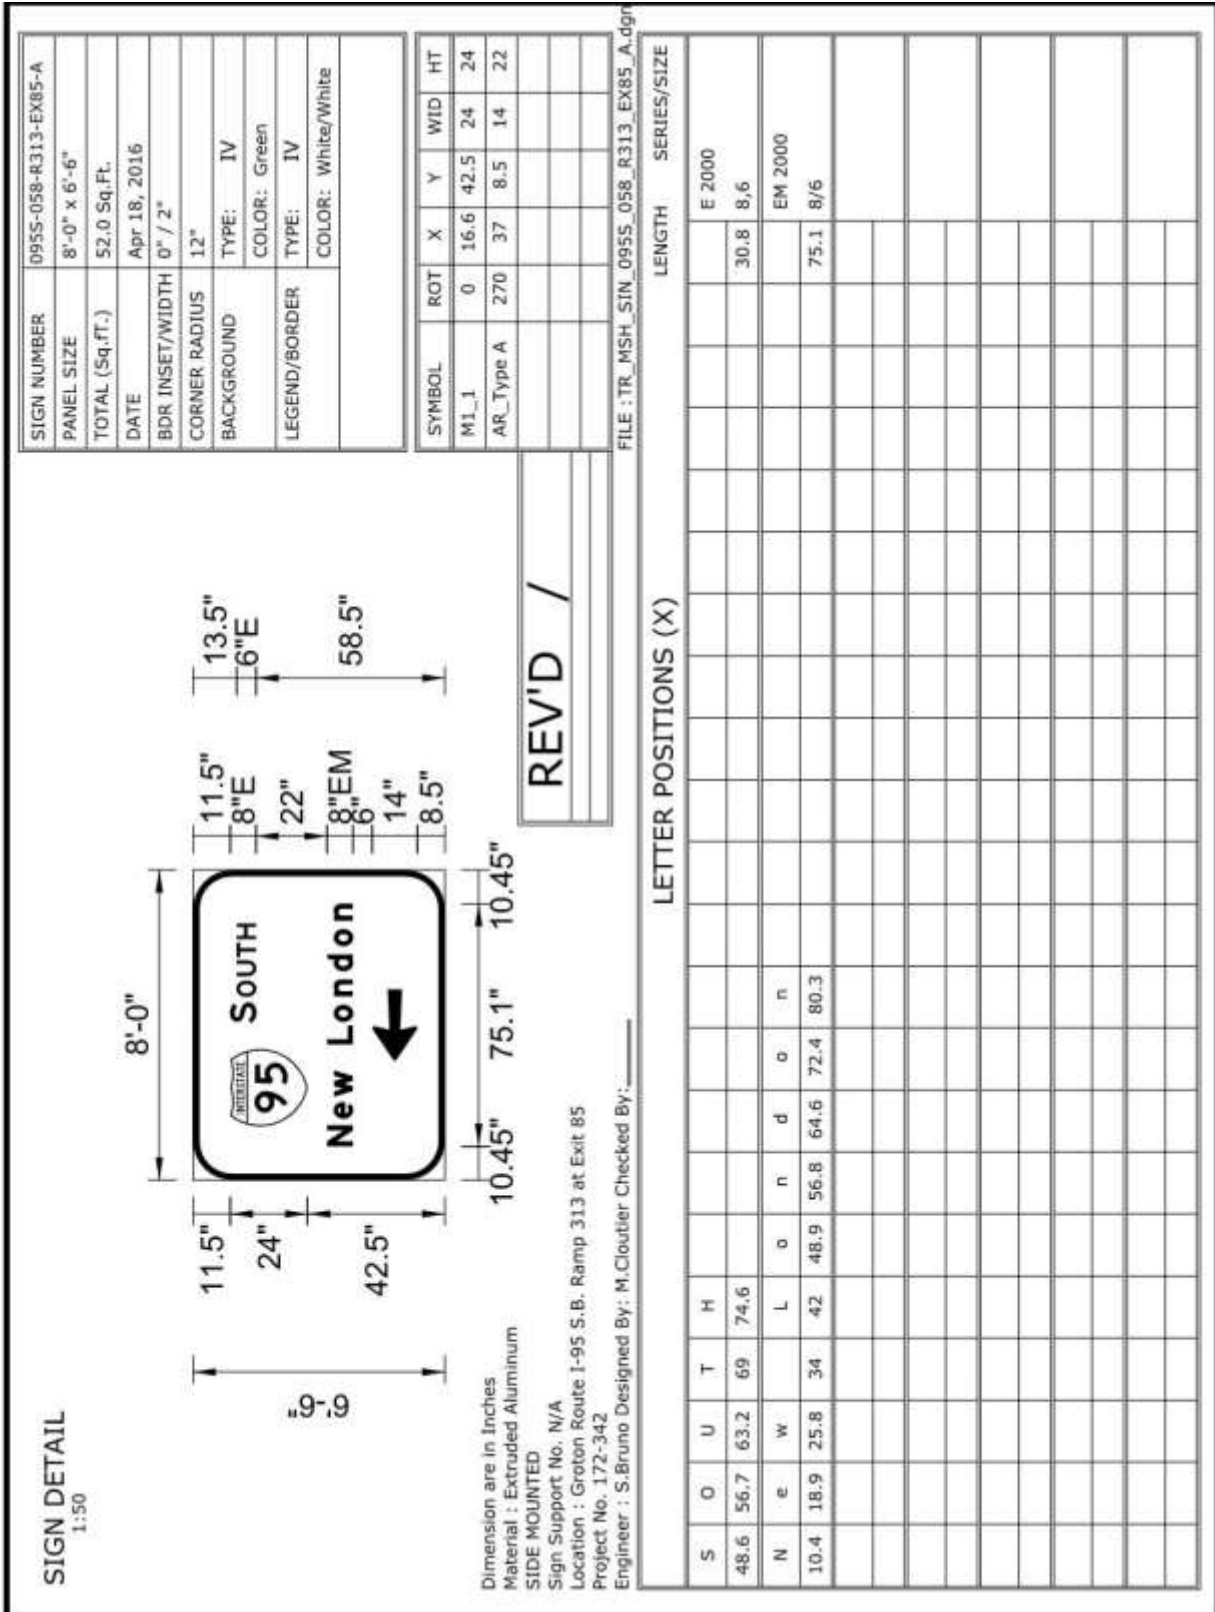 SIGN DETAIL
1:50
8'-0"
6'-6"
11.5"
24"
42.5"
INTERSTATE
95
SOUTH
New London
11.5"
8"E
22"
8"EM
6"
14"
8.5"
13.5"
6"E
58.5"
10.45" 75.1" 10.45"
SIGN NUMBER 095S-058-R313-EX85-A
PANEL SIZE 8'-0" x 6'-6"
TOTAL (Sq.fT.) 52.0 Sq.Ft.
DATE Apr 18, 2016
BDR INSET/WIDTH 0" / 2"
CORNER RADIUS 12"
BACKGROUND TYPE: IV
COLOR: Green
LEGEND/BORDER TYPE: IV
COLOR: White/White
SYMBOL ROT X Y WID HT
M1_1 0 16.6 42.5 24 24
AR_Type A 270 37 8.5 14 22
REV'D /
Dimension are in Inches
Material : Extruded Aluminum
SIDE MOUNTED
Sign Support No. N/A
Location : Groton Route I-95 S.B. Ramp 313 at Exit 85
Project No. 172-342
Engineer : S.Bruno Designed By: M.Cloutier Checked By:
FILE : TR_MSH_SIN_095S_058_R313_EX85_A.dgn
LETTER POSITIONS (X) LENGTH SERIES/SIZE
S O U T H E 2000
48.6 56.7 63.2 69 74.6 30.8 8,6
N e w L o n d o n EM 2000
10.4 18.9 25.8 34 42 48.9 56.8 64.6 72.4 80.3 75.1 8/6